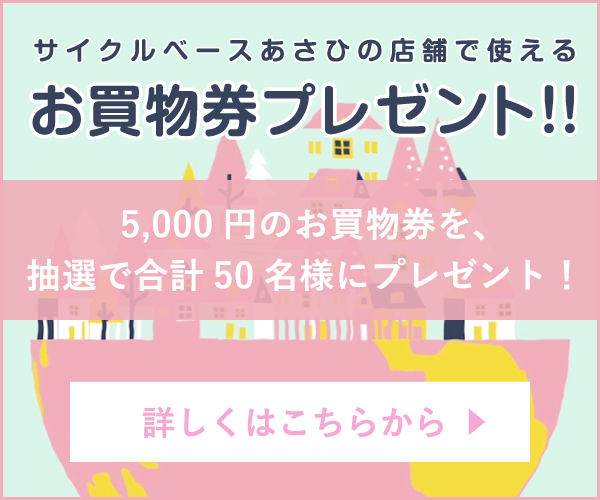 サイクルベースあさひの店舗で使える
お買物券プレゼント!!
5,000 円のお買物券を、
抽選で合計 50 名様にプレゼント！
詳しくはこちらから